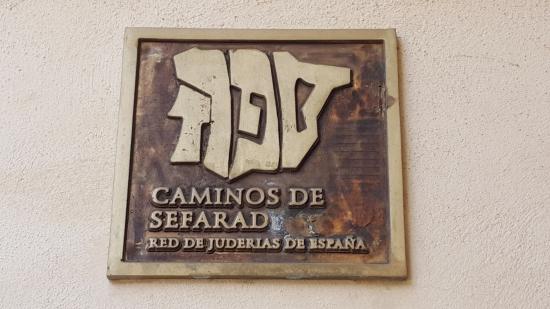 ספרד
CAMINOS DE
SEFARAD
RED DE JUDERIAS DE ESPAÑA